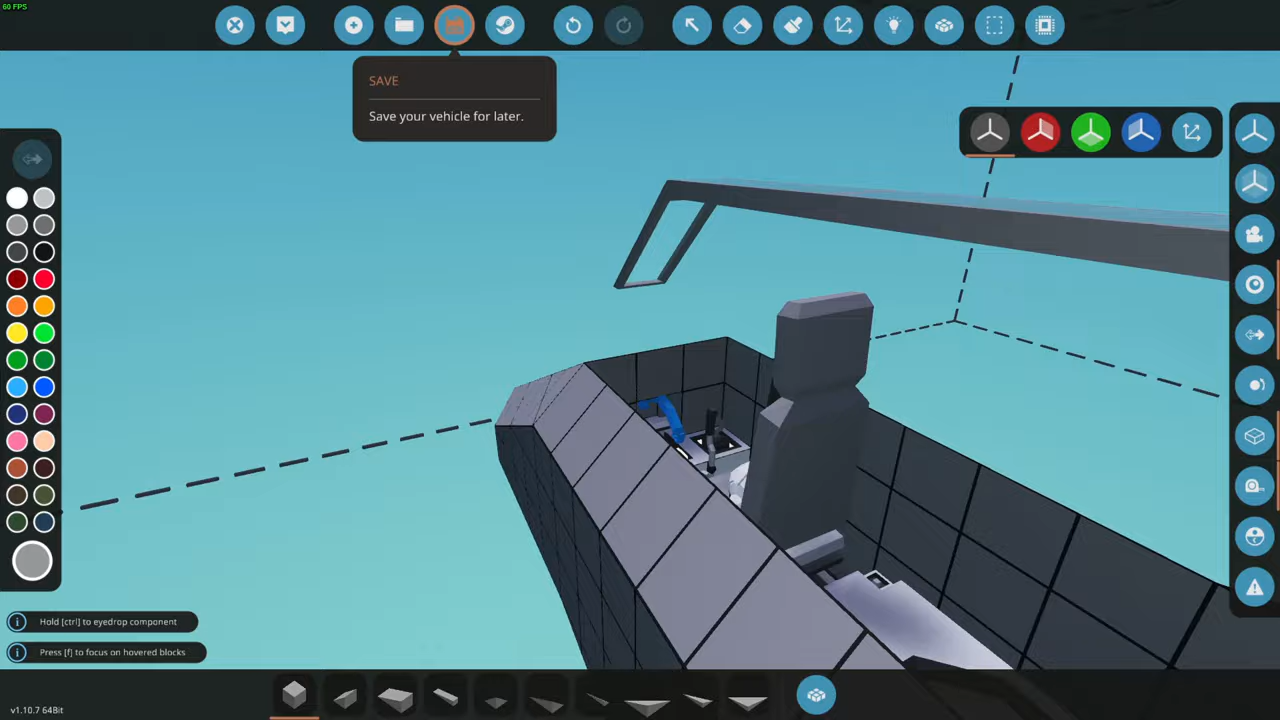 60 FPS
SAVE
Save your vehicle for later.
Hold [ctrl] to eyedrop component
Press [f] to focus on hovered blocks
v1.10.7 64Bit